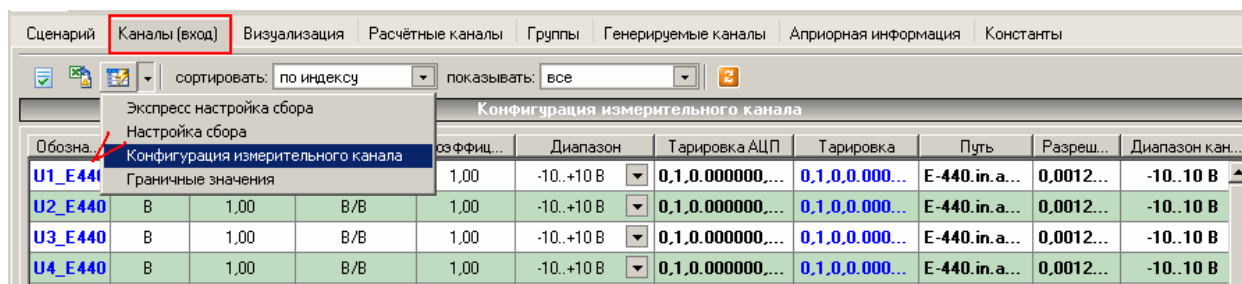 Сценарий Каналы (вход) Визуализация Расчётные каналы Группы Генерируемые каналы Априорная информация Константы
сортировать: по индексу показывать: все
Экспресс настройка сбора
Настройка сбора
Конфигурация измерительного канала
Граничные значения
Конфигурация измерительного канала
Обозна... оэффиц... Диапазон Тарировка АЦП Тарировка Путь Разреш... Диапазон кан...
U1_E440 1,00 -10..+10 В 0,1,0.000000,... 0,1,0,0.000... E-440.in.a... 0,0012... -10..10 В
U2_E440 В 1,00 В/В 1,00 -10..+10 В 0,1,0.000000,... 0,1,0,0.000... E-440.in.a... 0,0012... -10..10 В
U3_E440 В 1,00 В/В 1,00 -10..+10 В 0,1,0.000000,... 0,1,0,0.000... E-440.in.a... 0,0012... -10..10 В
U4_E440 В 1,00 В/В 1,00 -10..+10 В 0,1,0.000000,... 0,1,0,0.000... E-440.in.a... 0,0012... -10..10 В